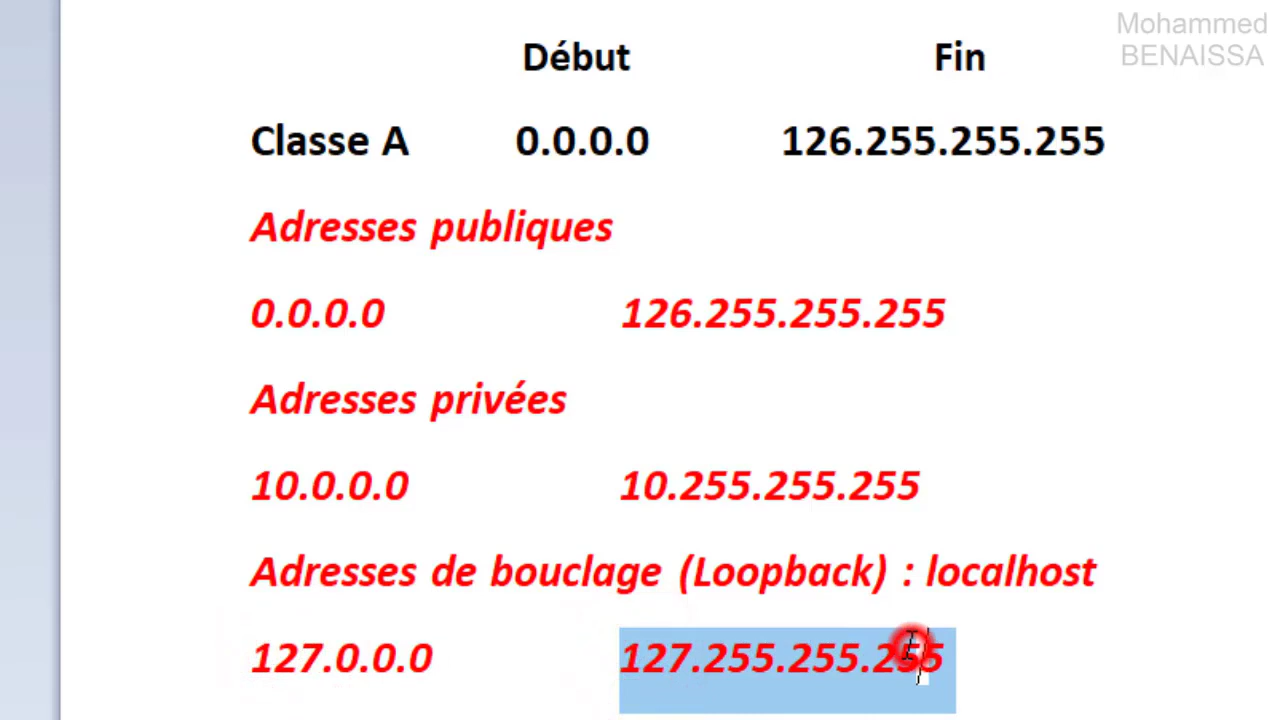 Mohammed
BENAISSA
Début Fin
Classe A 0.0.0.0 126.255.255.255
Adresses publiques
0.0.0.0 126.255.255.255
Adresses privées
10.0.0.0 10.255.255.255
Adresses de bouclage (Loopback) : localhost
127.0.0.0 127.255.255.255